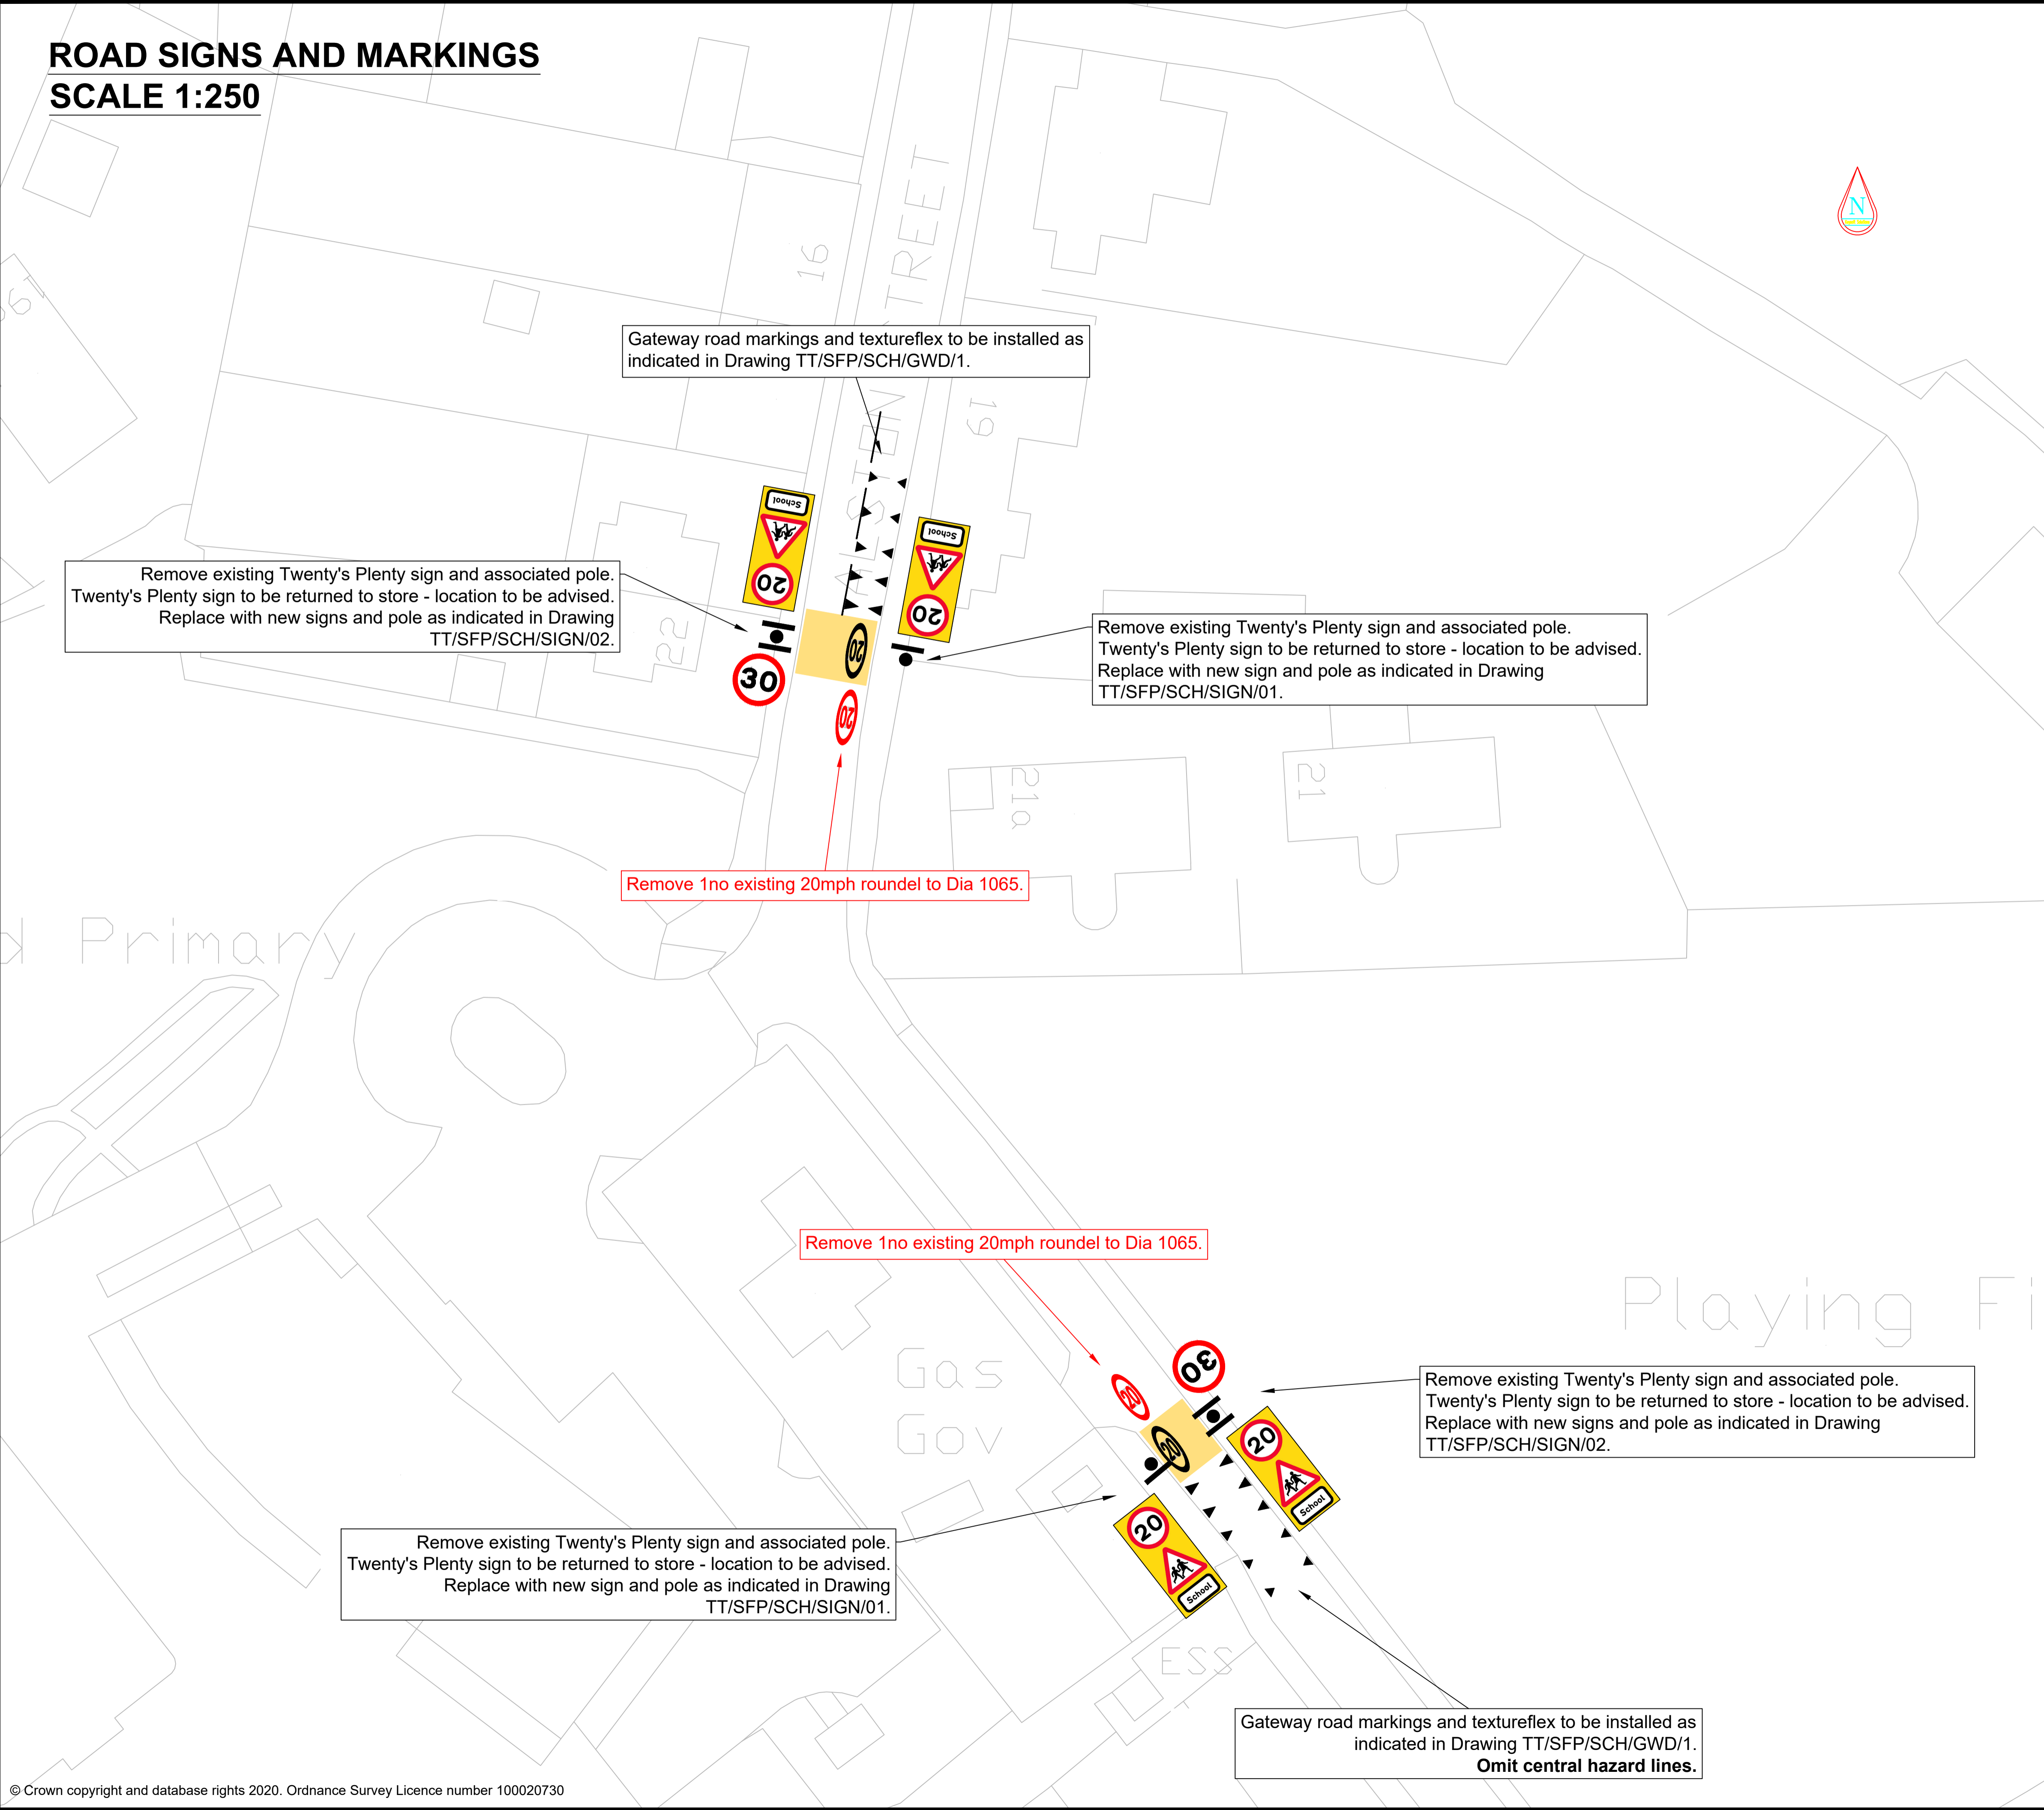 ROAD SIGNS AND MARKINGS
SCALE 1:250
N
16
Gateway road markings and textureflex to be installed as
indicated in Drawing TT/SFP/SCH/GWD/1.
19
School
20
School
20
Remove existing Twenty's Plenty sign and associated pole.
Twenty's Plenty sign to be returned to store - location to be advised.
Replace with new signs and pole as indicated in Drawing
TT/SFP/SCH/SIGN/02.
22
30
20
20
Remove existing Twenty's Plenty sign and associated pole.
Twenty's Plenty sign to be returned to store - location to be advised.
Replace with new sign and pole as indicated in Drawing
TT/SFP/SCH/SIGN/01.
21a
21
Remove 1no existing 20mph roundel to Dia 1065.
d Primary
Remove 1no existing 20mph roundel to Dia 1065.
Playing Fi
Gas
Gov
30
20
20
Remove existing Twenty's Plenty sign and associated pole.
Twenty's Plenty sign to be returned to store - location to be advised.
Replace with new signs and pole as indicated in Drawing
TT/SFP/SCH/SIGN/02.
20
School
20
School
Remove existing Twenty's Plenty sign and associated pole.
Twenty's Plenty sign to be returned to store - location to be advised.
Replace with new sign and pole as indicated in Drawing
TT/SFP/SCH/SIGN/01.
ESS
Gateway road markings and textureflex to be installed as
indicated in Drawing TT/SFP/SCH/GWD/1.
Omit central hazard lines.
© Crown copyright and database rights 2020. Ordnance Survey Licence number 100020730